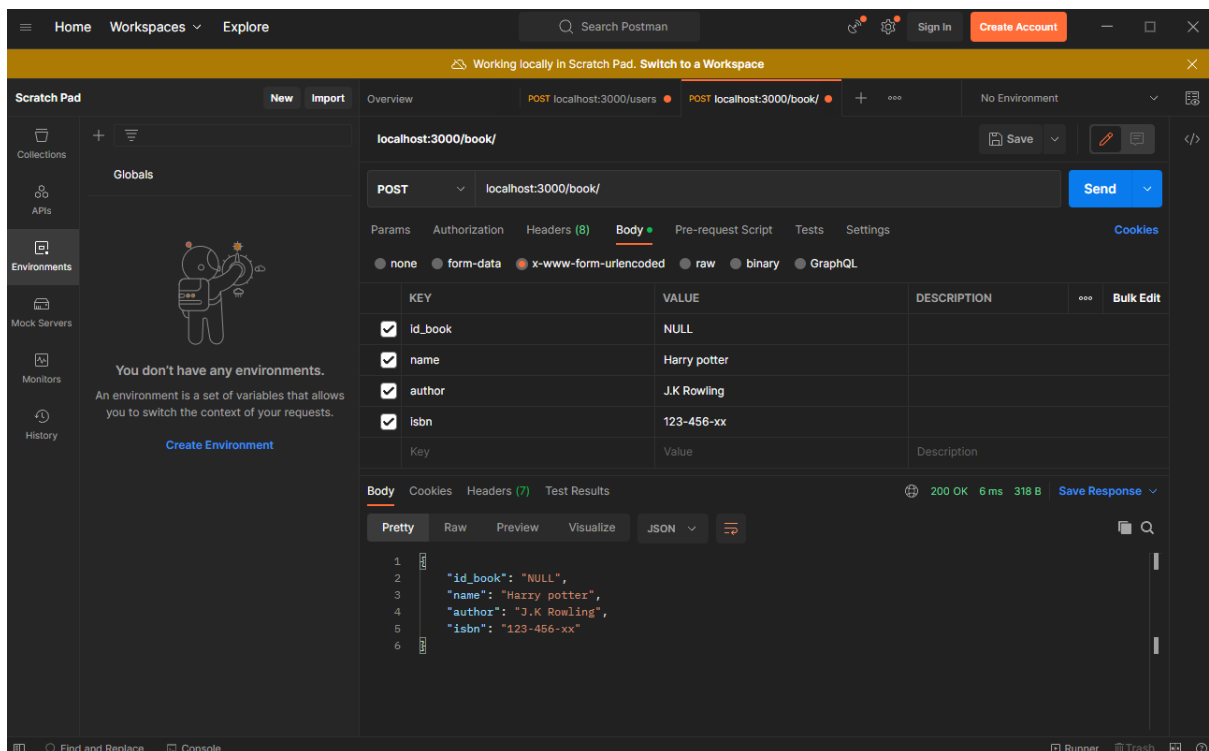 Home Workspaces Explore Search Postman Sign In Create Account
Working locally in Scratch Pad. Switch to a Workspace
Scratch Pad New Import Overview POST localhost:3000/users POST localhost:3000/book/ No Environment
Collections
APIs
Environments
Mock Servers
Monitors
History
Globals
You don't have any environments.
An environment is a set of variables that allows
you to switch the context of your requests.
Create Environment
localhost:3000/book/ Save
POST localhost:3000/book/ Send
Params Authorization Headers (8) Body Pre-request Script Tests Settings Cookies
none form-data x-www-form-urlencoded raw binary GraphQL
KEY VALUE DESCRIPTION Bulk Edit
id_book NULL
name Harry potter
author J.K Rowling
isbn 123-456-xx
Key Value Description
Body Cookies Headers (7) Test Results 200 OK 6 ms 318 B Save Response
Pretty Raw Preview Visualize JSON
1 {
2 "id_book": "NULL",
3 "name": "Harry potter",
4 "author": "J.K Rowling",
5 "isbn": "123-456-xx"
6 }
Find and Replace Console Runner Trash